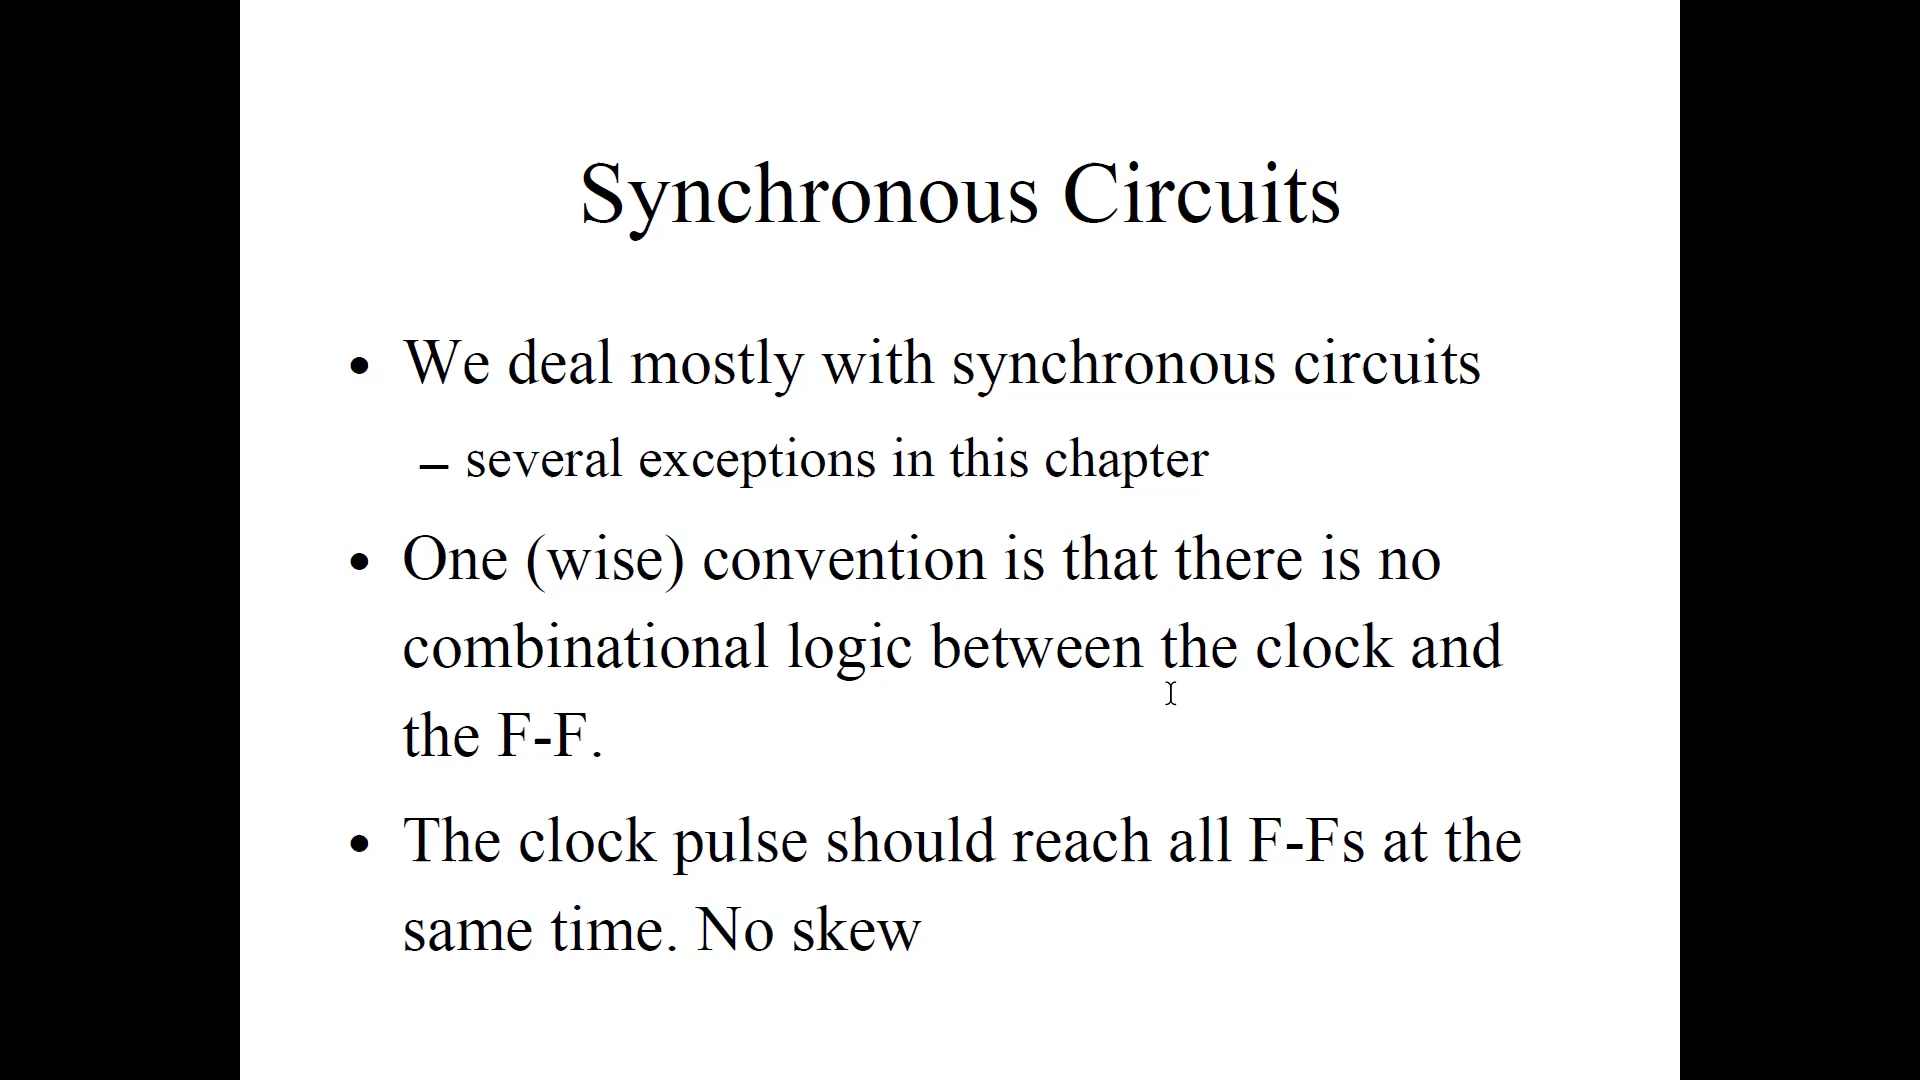 Synchronous Circuits
• We deal mostly with synchronous circuits
– several exceptions in this chapter
• One (wise) convention is that there is no
combinational logic between the clock and
the F-F.
• The clock pulse should reach all F-Fs at the
same time. No skew